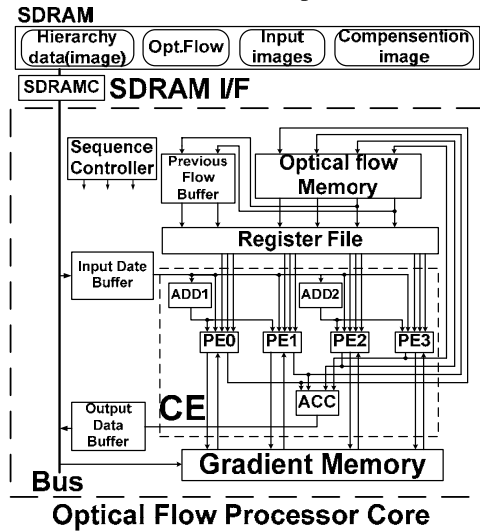 SDRAM
Hierarchy
data(image)
Opt.Flow
Input
images
Compensention
image
SDRAMC
SDRAM I/F
Sequence
Controller
Previous
Flow
Buffer
Optical flow
Memory
Register File
Input Date
Buffer
ADD1
ADD2
PE0
PE1
PE2
PE3
ACC
CE
Output
Data
Buffer
Bus
Gradient Memory
Optical Flow Processor Core